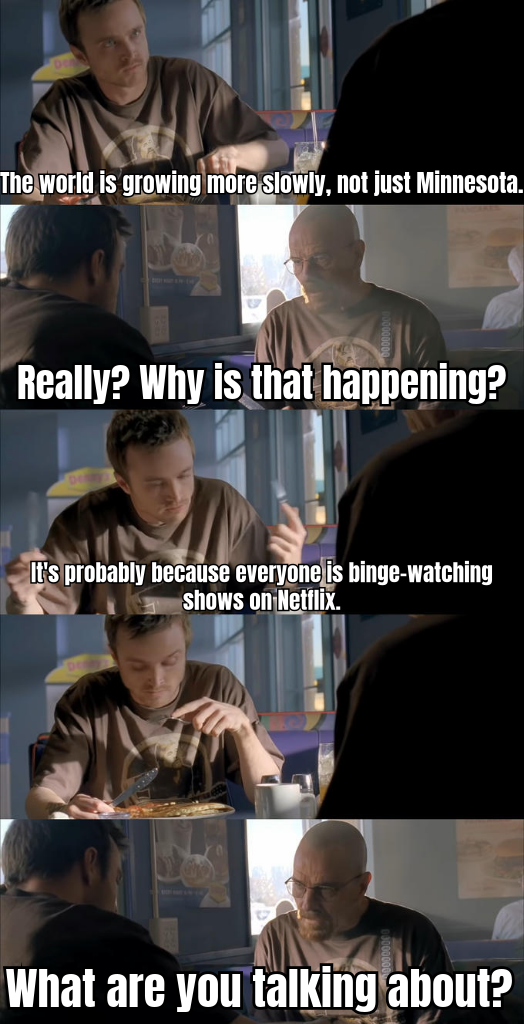 The world is growing more slowly, not just Minnesota.
Really? Why is that happening?
It's probably because everyone is binge-watching
shows on Netflix.
What are you talking about?